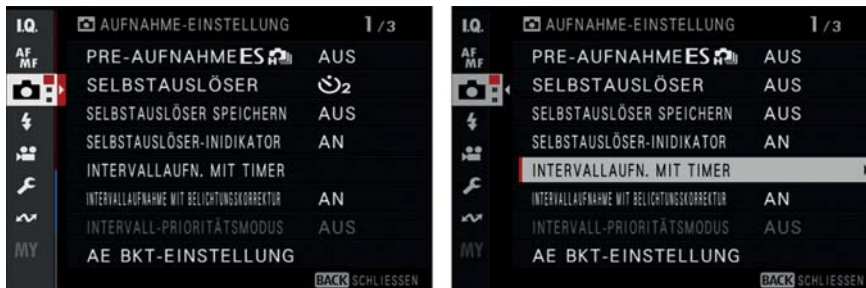 I.Q. AUFNAHME-EINSTELLUNG 1/3
AF MF PRE-AUFNAHME ES H AUS
SELBSTAUSLÖSER 2
SELBSTAUSLÖSER SPEICHERN AUS
SELBSTAUSLÖSER-INIDIKATOR AN
INTERVALLAUFN. MIT TIMER
INTERVALLAUFNAHME MIT BELICHTUNGSKORREKTUR AN
INTERVALL-PRIORITÄTSMODUS AUS
MY AE BKT-EINSTELLUNG
BACK SCHLIESSEN
I.Q. AUFNAHME-EINSTELLUNG 1/3
AF MF PRE-AUFNAHME ES H AUS
SELBSTAUSLÖSER AUS
SELBSTAUSLÖSER SPEICHERN AUS
SELBSTAUSLÖSER-INIDIKATOR AN
INTERVALLAUFN. MIT TIMER
INTERVALLAUFNAHME MIT BELICHTUNGSKORREKTUR AN
INTERVALL-PRIORITÄTSMODUS AUS
MY AE BKT-EINSTELLUNG
BACK SCHLIESSEN